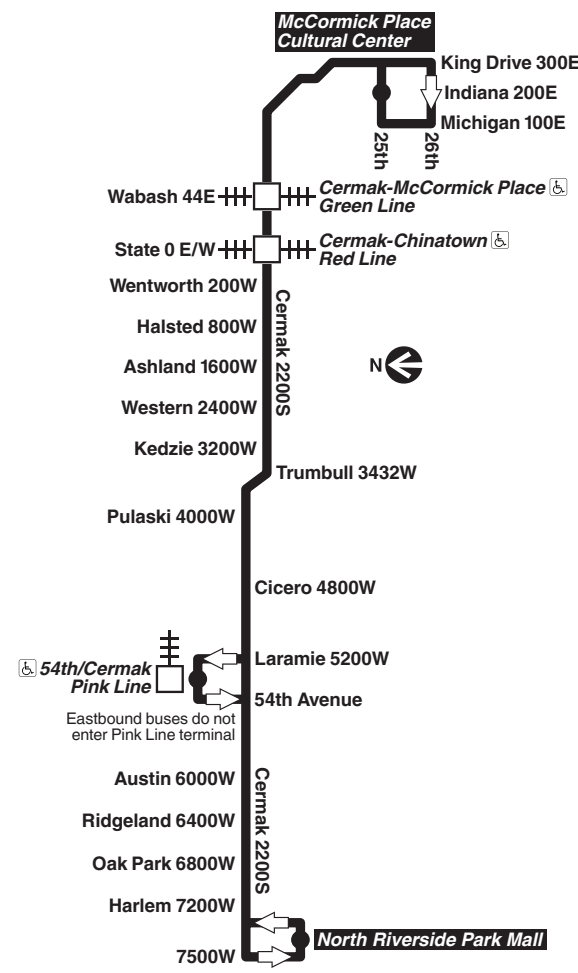 McCormick Place
Cultural Center
King Drive 300E
Indiana 200E
Michigan 100E
25th
26th
Wabash 44E
Cermak-McCormick Place
Green Line
State 0 E/W
Cermak-Chinatown
Red Line
Wentworth 200W
Cermak 2200S
Halsted 800W
Ashland 1600W
N
Western 2400W
Kedzie 3200W
Trumbull 3432W
Pulaski 4000W
Cicero 4800W
Laramie 5200W
54th/Cermak
Pink Line
54th Avenue
Eastbound buses do not
enter Pink Line terminal
Austin 6000W
Cermak 2200S
Ridgeland 6400W
Oak Park 6800W
Harlem 7200W
North Riverside Park Mall
7500W